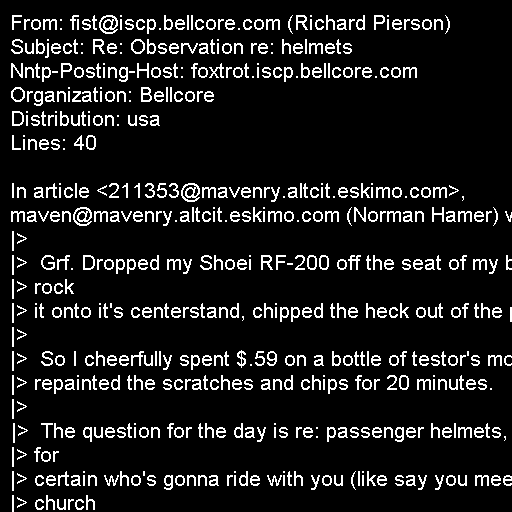 From: fist@iscp.bellcore.com (Richard Pierson)
Subject: Re: Observation re: helmets
Nntp-Posting-Host: foxtrot.iscp.bellcore.com
Organization: Bellcore
Distribution: usa
Lines: 40

In article <211353@mavenry.altcit.eskimo.com>,
maven@mavenry.altcit.eskimo.com (Norman Hamer)
|>
|>  Grf. Dropped my Shoei RF-200 off the seat of my
|> rock
|> it onto it's centerstand, chipped the heck out of the
|>
|>  So I cheerfully spent $.59 on a bottle of testor's
|> repainted the scratches and chips for 20 minutes.
|>
|>  The question for the day is re: passenger helmets,
|> for
|> certain who's gonna ride with you (like say you
|> church